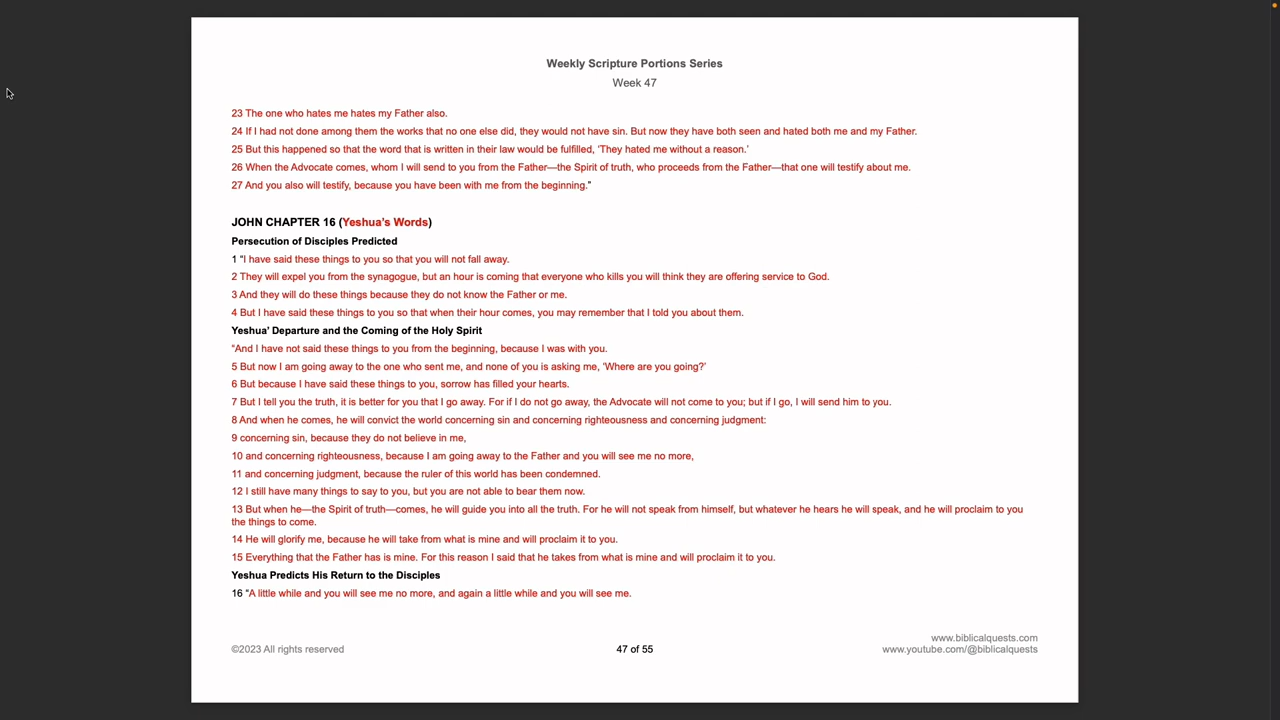 Weekly Scripture Portions Series
Week 47
23 The one who hates me hates my Father also.
24 If I had not done among them the works that no one else did, they would not have sin. But now they have both seen and hated both me and my Father.
25 But this happened so that the word that is written in their law would be fulfilled, ‘They hated me without a reason.’
26 When the Advocate comes, whom I will send to you from the Father—the Spirit of truth, who proceeds from the Father—that one will testify about me.
27 And you also will testify, because you have been with me from the beginning.”
JOHN CHAPTER 16 (Yeshua’s Words)
Persecution of Disciples Predicted
1 “I have said these things to you so that you will not fall away.
2 They will expel you from the synagogue, but an hour is coming that everyone who kills you will think they are offering service to God.
3 And they will do these things because they do not know the Father or me.
4 But I have said these things to you so that when their hour comes, you may remember that I told you about them.
Yeshua’ Departure and the Coming of the Holy Spirit
“And I have not said these things to you from the beginning, because I was with you.
5 But now I am going away to the one who sent me, and none of you is asking me, ‘Where are you going?’
6 But because I have said these things to you, sorrow has filled your hearts.
7 But I tell you the truth, it is better for you that I go away. For if I do not go away, the Advocate will not come to you; but if I go, I will send him to you.
8 And when he comes, he will convict the world concerning sin and concerning righteousness and concerning judgment:
9 concerning sin, because they do not believe in me,
10 and concerning righteousness, because I am going away to the Father and you will see me no more,
11 and concerning judgment, because the ruler of this world has been condemned.
12 I still have many things to say to you, but you are not able to bear them now.
13 But when he—the Spirit of truth—comes, he will guide you into all the truth. For he will not speak from himself, but whatever he hears he will speak, and he will proclaim to you
the things to come.
14 He will glorify me, because he will take from what is mine and will proclaim it to you.
15 Everything that the Father has is mine. For this reason I said that he takes from what is mine and will proclaim it to you.
Yeshua Predicts His Return to the Disciples
16 “A little while and you will see me no more, and again a little while and you will see me.
www.biblicalquests.com
©2023 All rights reserved 47 of 55 www.youtube.com/@biblicalquests